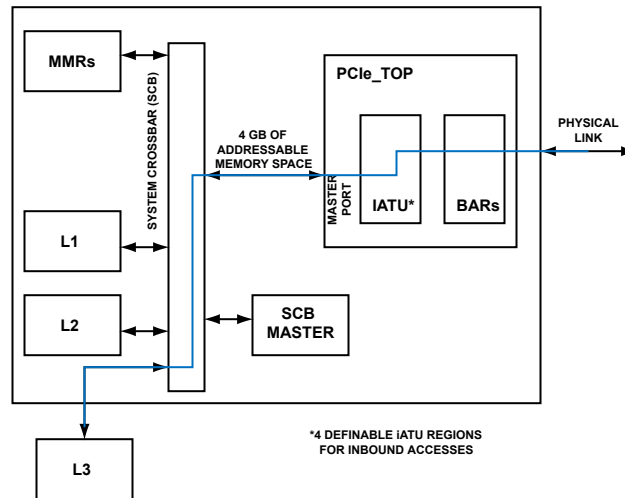 MMRs
SYSTEM CROSSBAR (SCB)
PCIe_TOP
4 GB OF
ADDRESSABLE
MEMORY SPACE
PHYSICAL
LINK
MASTER
PORT
IATU*
BARs
L1
L2
SCB
MASTER
L3
*4 DEFINABLE iATU REGIONS
FOR INBOUND ACCESSES